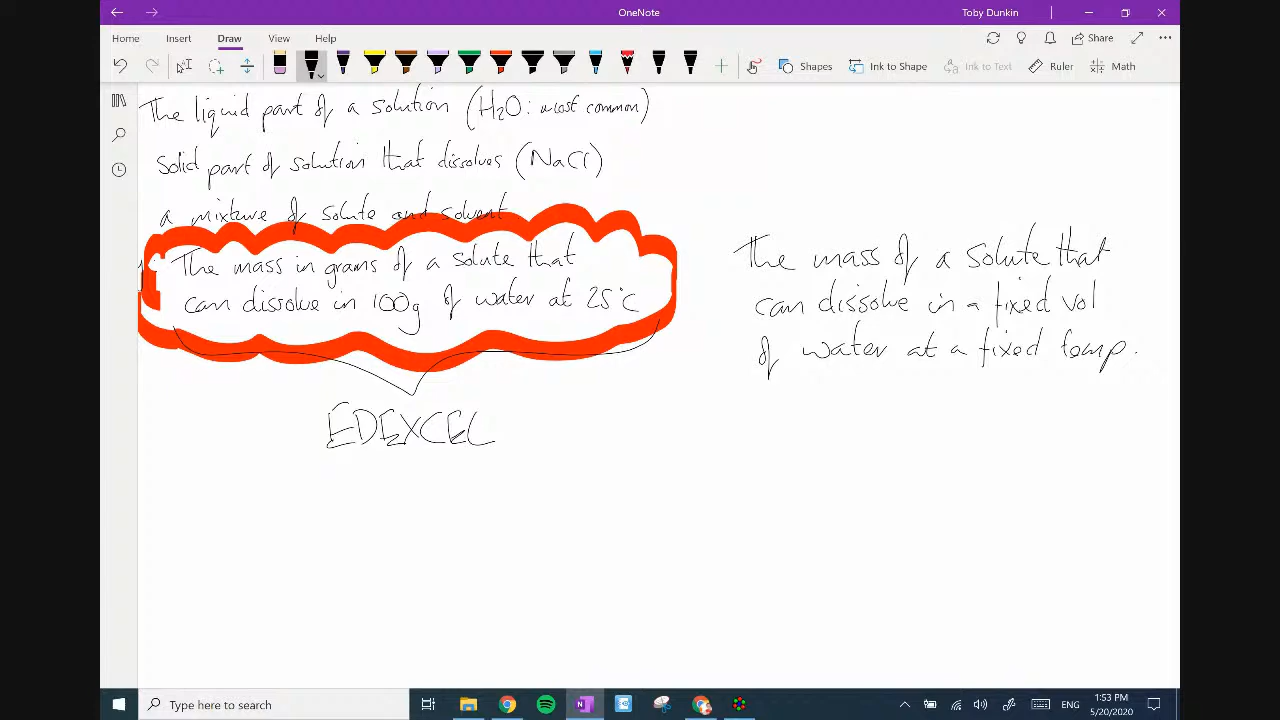 OneNote
Toby Dunkin
Home Insert Draw View Help
Share
Shapes Ink to Shape Ink to Text Ruler Math
The liquid part of a solution (H2O: most common)
Solid part of solution that dissolves (NaCl)
a mixture of solute and solvent
The mass in grams of a solute that
can dissolve in 100g of water at 25°c
EDEXCEL
The mass of a solute that
can dissolve in a fixed vol
of water at a fixed temp.
Type here to search
ENG
1:53 PM
5/20/2020